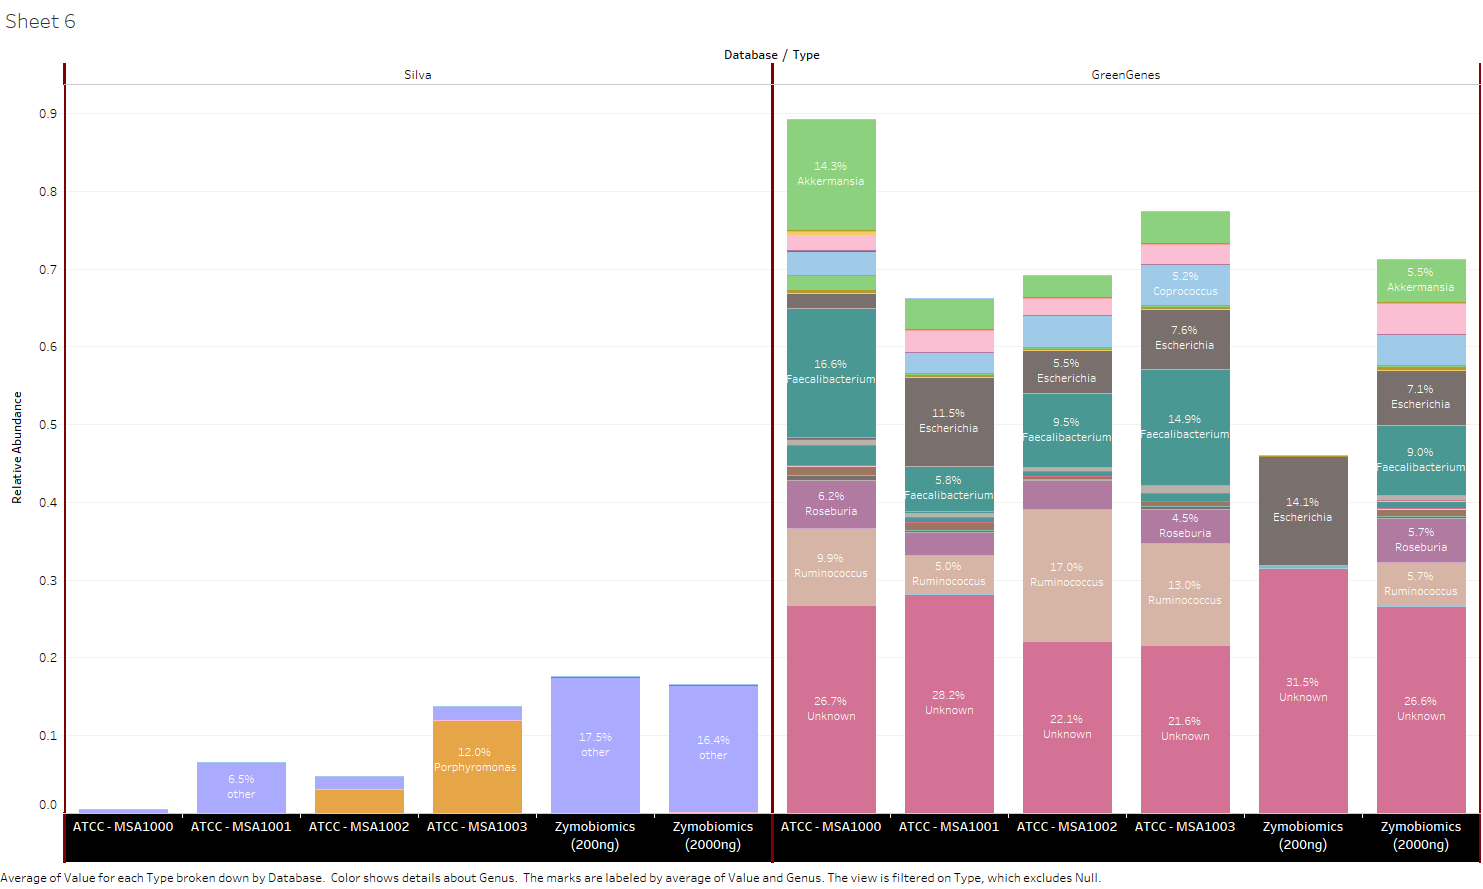 Sheet 6
Database / Type
Silva
GreenGenes
Relative Abundance
0.9
0.8
0.7
0.6
0.5
0.4
0.3
0.2
0.1
0.0
6.5%
other
12.0%
Porphyromonas
17.5%
other
16.4%
other
14.3%
Akkermansia
16.6%
Faecalibacterium
6.2%
Roseburia
9.9%
Ruminococcus
26.7%
Unknown
11.5%
Escherichia
5.8%
Faecalibacterium
5.0%
Ruminococcus
28.2%
Unknown
5.5%
Escherichia
9.5%
Faecalibacterium
17.0%
Ruminococcus
22.1%
Unknown
5.2%
Coprococcus
7.6%
Escherichia
14.9%
Faecalibacterium
4.5%
Roseburia
13.0%
Ruminococcus
21.6%
Unknown
14.1%
Escherichia
31.5%
Unknown
5.5%
Akkermansia
7.1%
Escherichia
9.0%
Faecalibacterium
5.7%
Roseburia
5.7%
Ruminococcus
26.6%
Unknown
ATCC - MSA1000
ATCC - MSA1001
ATCC - MSA1002
ATCC - MSA1003
Zymobiomics
(200ng)
Zymobiomics
(2000ng)
ATCC - MSA1000
ATCC - MSA1001
ATCC - MSA1002
ATCC - MSA1003
Zymobiomics
(200ng)
Zymobiomics
(2000ng)
Average of Value for each Type broken down by Database.  Color shows details about Genus.  The marks are labeled by average of Value and Genus. The view is filtered on Type, which excludes Null.